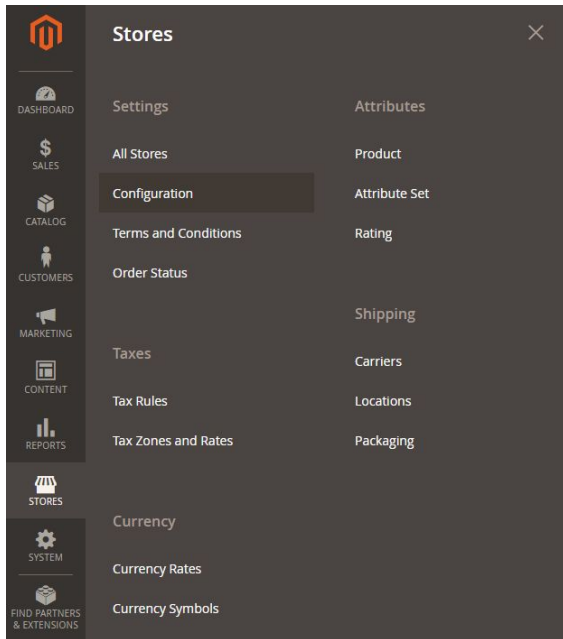 Stores
DASHBOARD
SALES
CATALOG
CUSTOMERS
MARKETING
CONTENT
REPORTS
STORES
SYSTEM
FIND PARTNERS
& EXTENSIONS
Settings
All Stores
Configuration
Terms and Conditions
Order Status
Taxes
Tax Rules
Tax Zones and Rates
Currency
Currency Rates
Currency Symbols
Attributes
Product
Attribute Set
Rating
Shipping
Carriers
Locations
Packaging